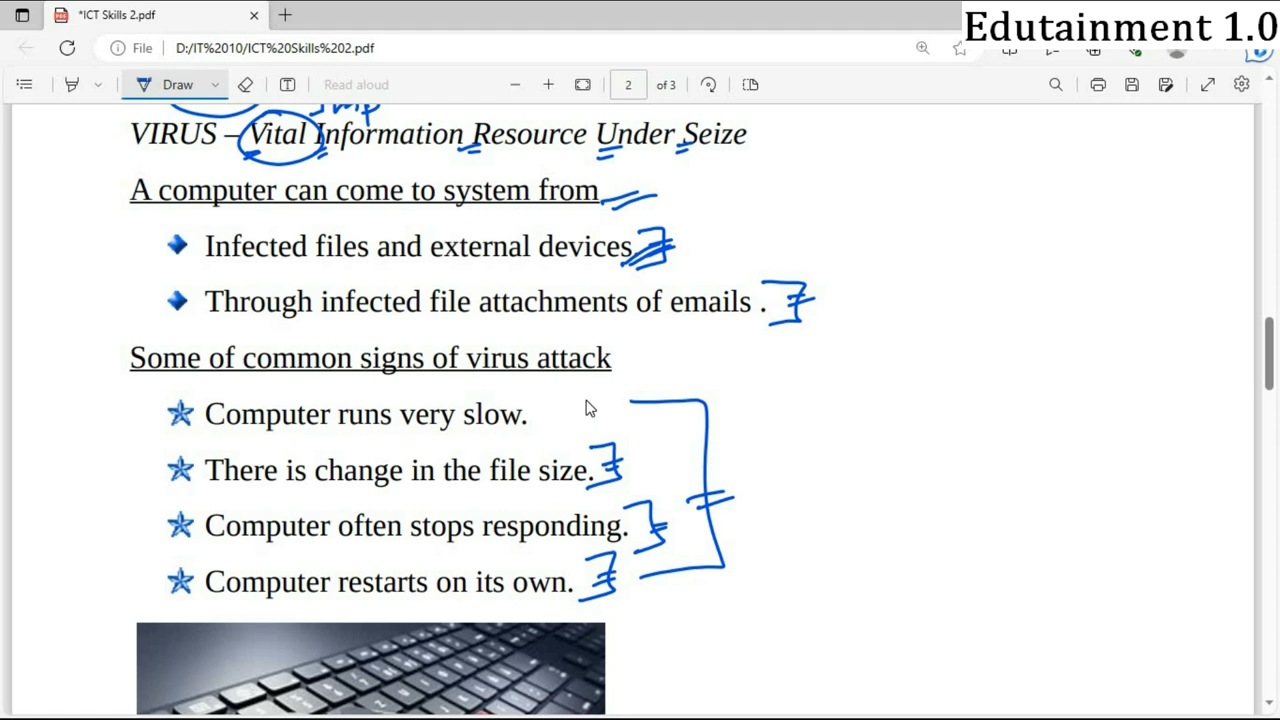 *ICT Skills 2.pdf
Edutainment 1.0
File D:/IT%2010/ICT%20Skills%202.pdf
Draw Read aloud 2 of 3
Imp
VIRUS – Vital Information Resource Under Seize
A computer can come to system from
Infected files and external devices
Through infected file attachments of emails .
Some of common signs of virus attack
Computer runs very slow.
There is change in the file size.
Computer often stops responding.
Computer restarts on its own.